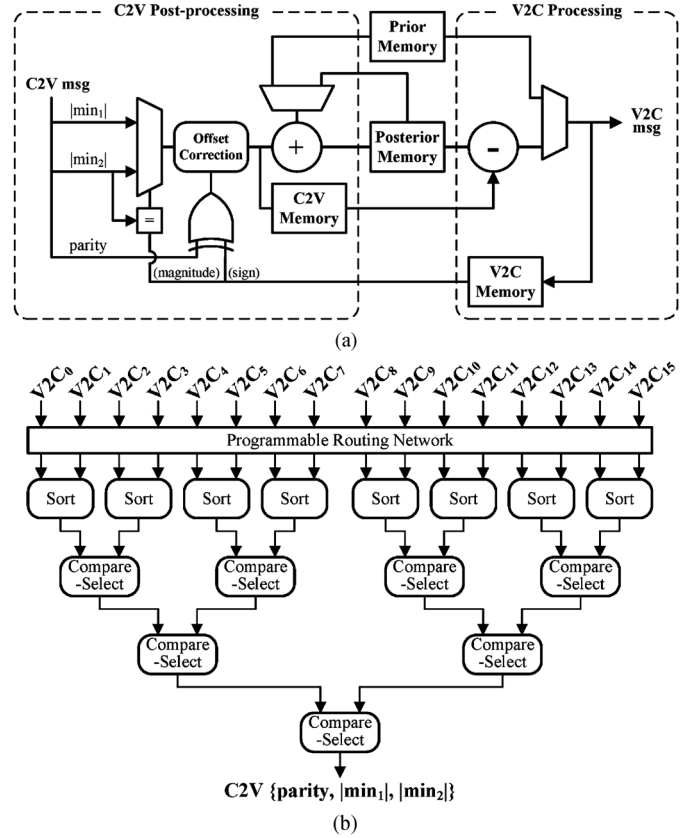 C2V Post-processing
V2C Processing
Prior
Memory
C2V msg
|min₁|
|min₂|
Offset
Correction
+
Posterior
Memory
-
V2C
msg
=
C2V
Memory
parity
(magnitude)
(sign)
V2C
Memory
(a)
V2C₀ V2C₁ V2C₂ V2C₃ V2C₄ V2C₅ V2C₆ V2C₇ V2C₈ V2C₉ V2C₁₀ V2C₁₁ V2C₁₂ V2C₁₃ V2C₁₄ V2C₁₅
Programmable Routing Network
Sort Sort Sort Sort Sort Sort Sort Sort
Compare Compare Compare Compare
-Select -Select -Select -Select
Compare Compare
-Select -Select
Compare
-Select
C2V {parity, |min₁|, |min₂|}
(b)